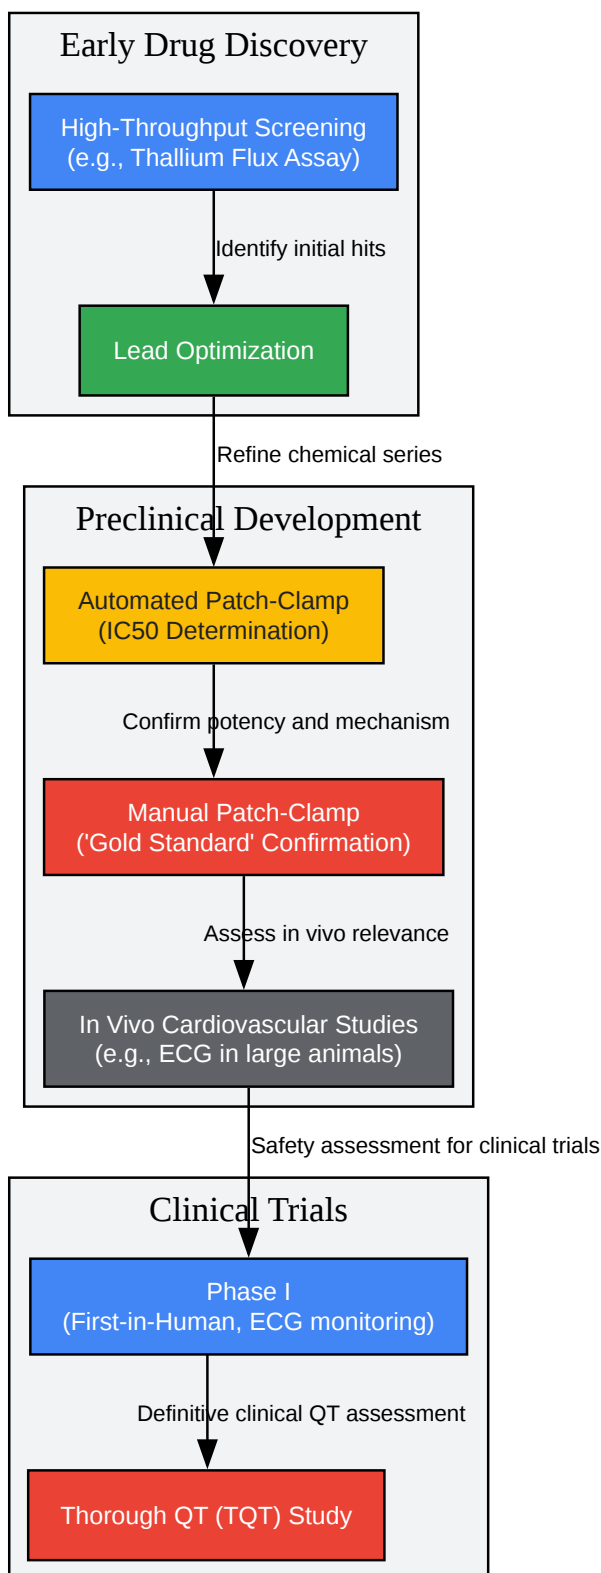 Early Drug Discovery
High-Throughput Screening
(e.g., Thallium Flux Assay)
Identify initial hits
Lead Optimization
Refine chemical series
Preclinical Development
Automated Patch-Clamp
(IC50 Determination)
Confirm potency and mechanism
Manual Patch-Clamp
('Gold Standard' Confirmation)
Assess in vivo relevance
In Vivo Cardiovascular Studies
(e.g., ECG in large animals)
Safety assessment for clinical trials
Clinical Trials
Phase I
(First-in-Human, ECG monitoring)
Definitive clinical QT assessment
Thorough QT (TQT) Study